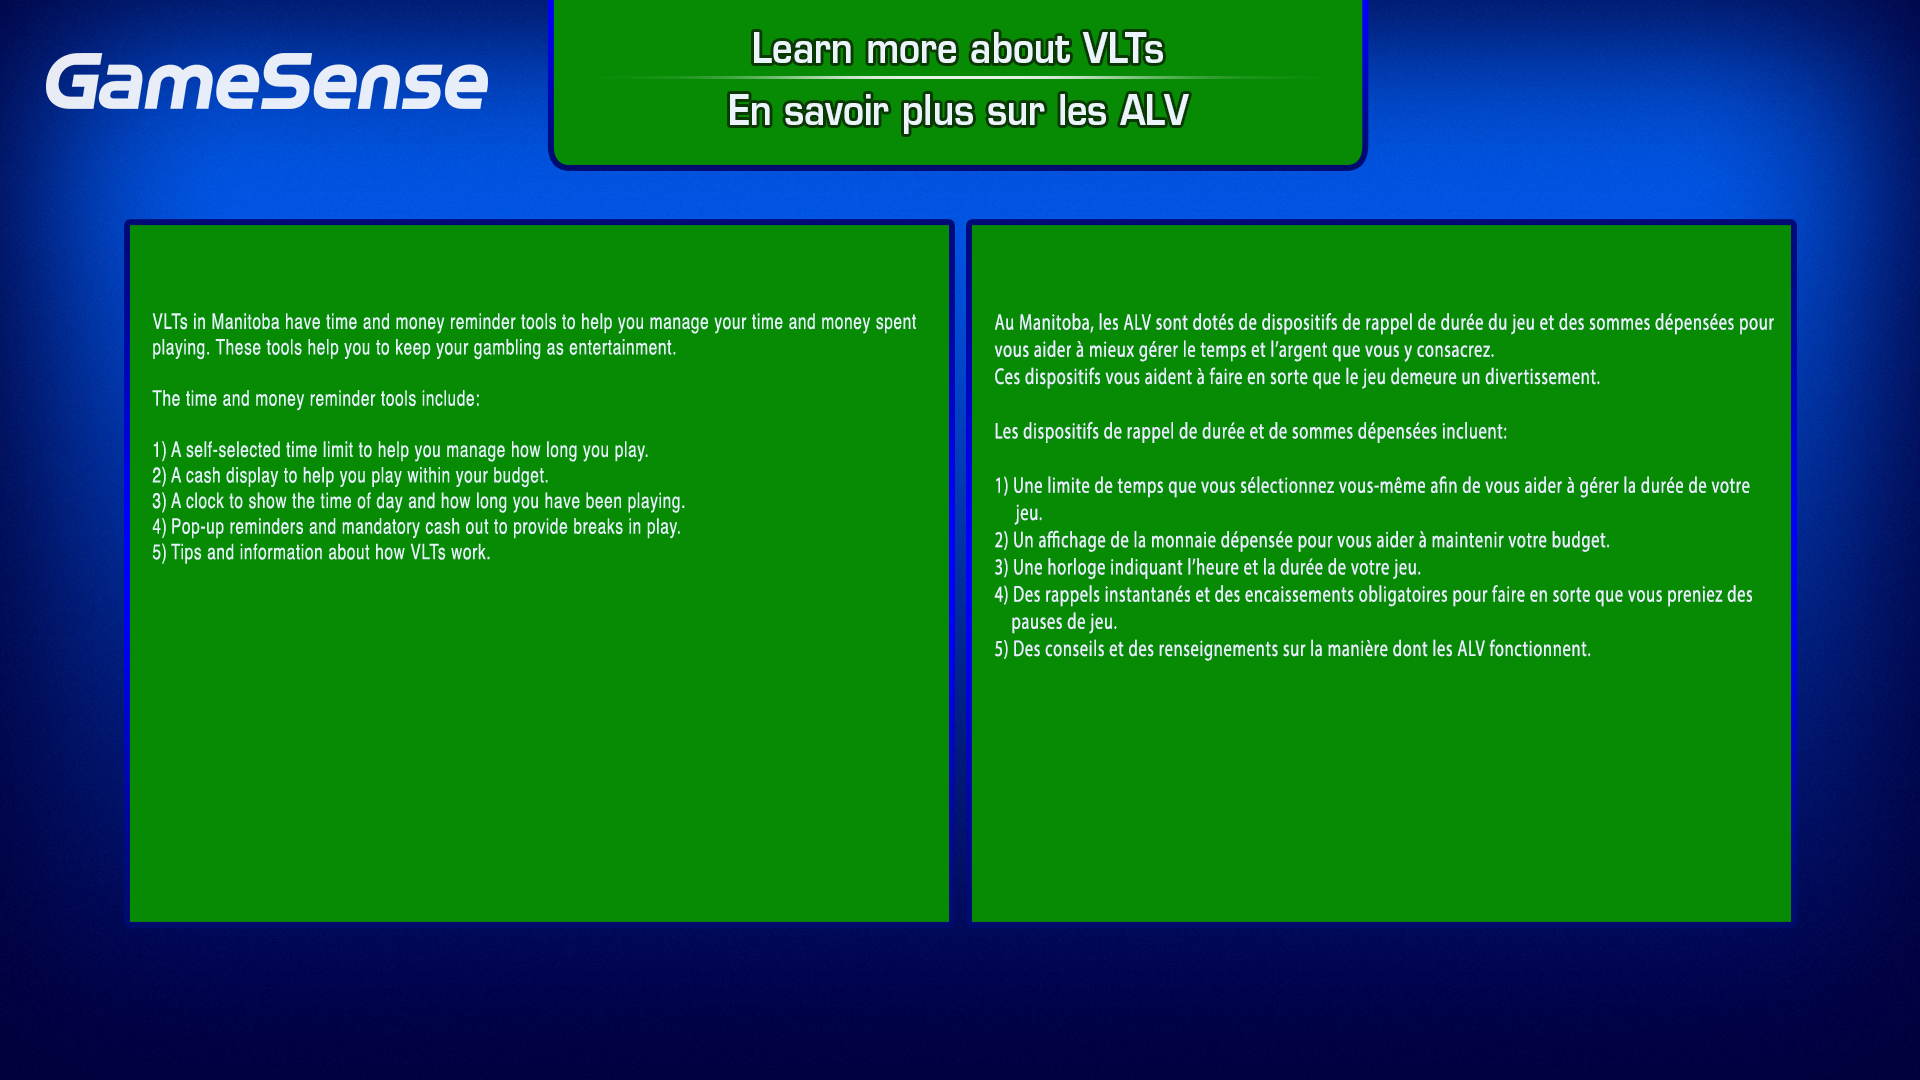 GameSense
Learn more about VLTs
En savoir plus sur les ALV
VLTs in Manitoba have time and money reminder tools to help you manage your time and money spent
playing. These tools help you to keep your gambling as entertainment.
The time and money reminder tools include:
1) A self-selected time limit to help you manage how long you play.
2) A cash display to help you play within your budget.
3) A clock to show the time of day and how long you have been playing.
4) Pop-up reminders and mandatory cash out to provide breaks in play.
5) Tips and information about how VLTs work.
Au Manitoba, les ALV sont dotés de dispositifs de rappel de durée du jeu et des sommes dépensées pour
vous aider à mieux gérer le temps et l'argent que vous y consacrez.
Ces dispositifs vous aident à faire en sorte que le jeu demeure un divertissement.
Les dispositifs de rappel de durée et de sommes dépensées incluent:
1) Une limite de temps que vous sélectionnez vous-même afin de vous aider à gérer la durée de votre
jeu.
2) Un affichage de la monnaie dépensée pour vous aider à maintenir votre budget.
3) Une horloge indiquant l'heure et la durée de votre jeu.
4) Des rappels instantanés et des encaissements obligatoires pour faire en sorte que vous preniez des
pauses de jeu.
5) Des conseils et des renseignements sur la manière dont les ALV fonctionnent.